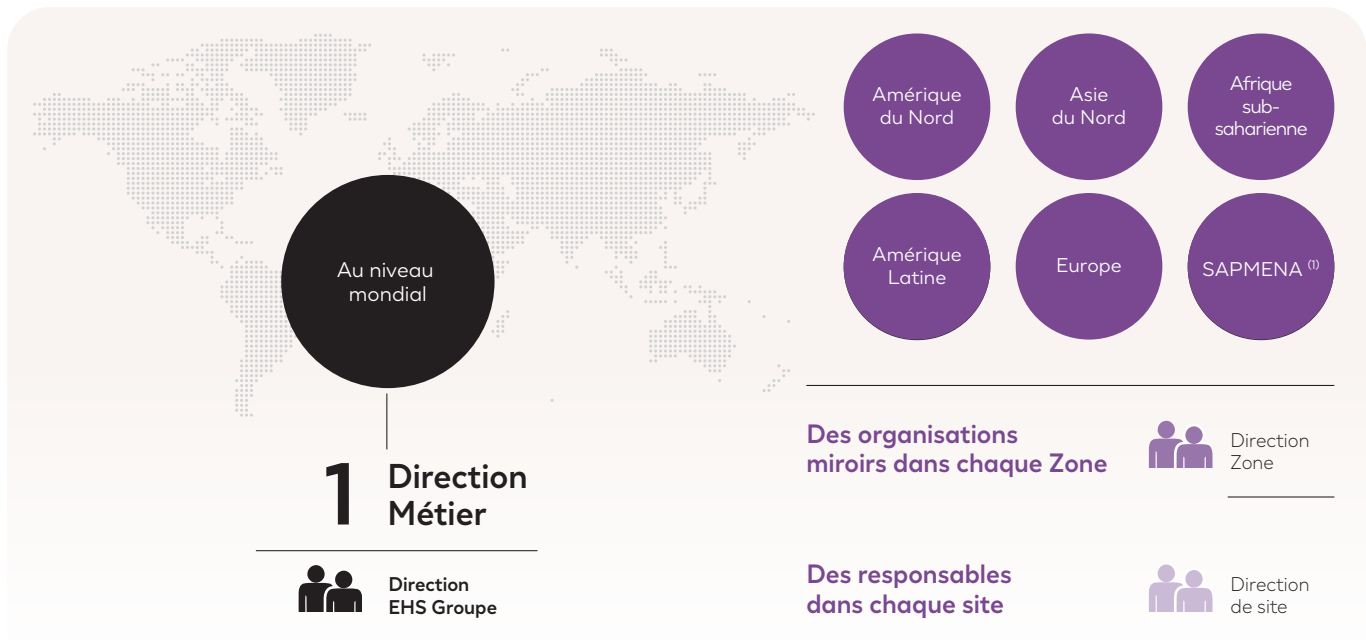 Au niveau
mondial
1
Direction
Métier
Direction
EHS Groupe
Amérique
du Nord
Asie
du Nord
Afrique
sub-
saharienne
Amérique
Latine
Europe
SAPMENA (1)
Des organisations
miroirs dans chaque Zone
Direction
Zone
Des responsables
dans chaque site
Direction
de site